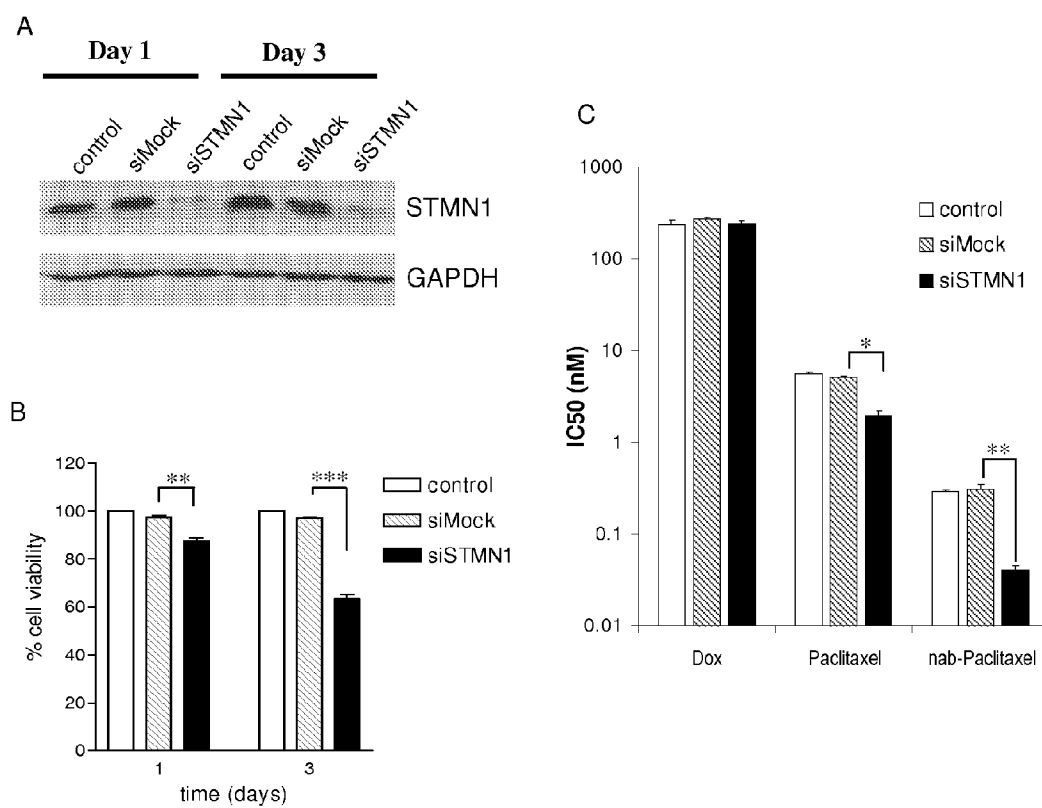 A
Day 1 Day 3
control siMock siSTMN1 control siMock siSTMN1
STMN1
GAPDH
B
120
100
80
60
40
20
0
% cell viability
** ***
1 3
time (days)
control
siMock
siSTMN1
C
1000
100
10
1
0.1
0.01
IC50 (nM)
control
siMock
siSTMN1
*
**
Dox Paclitaxel nab-Paclitaxel